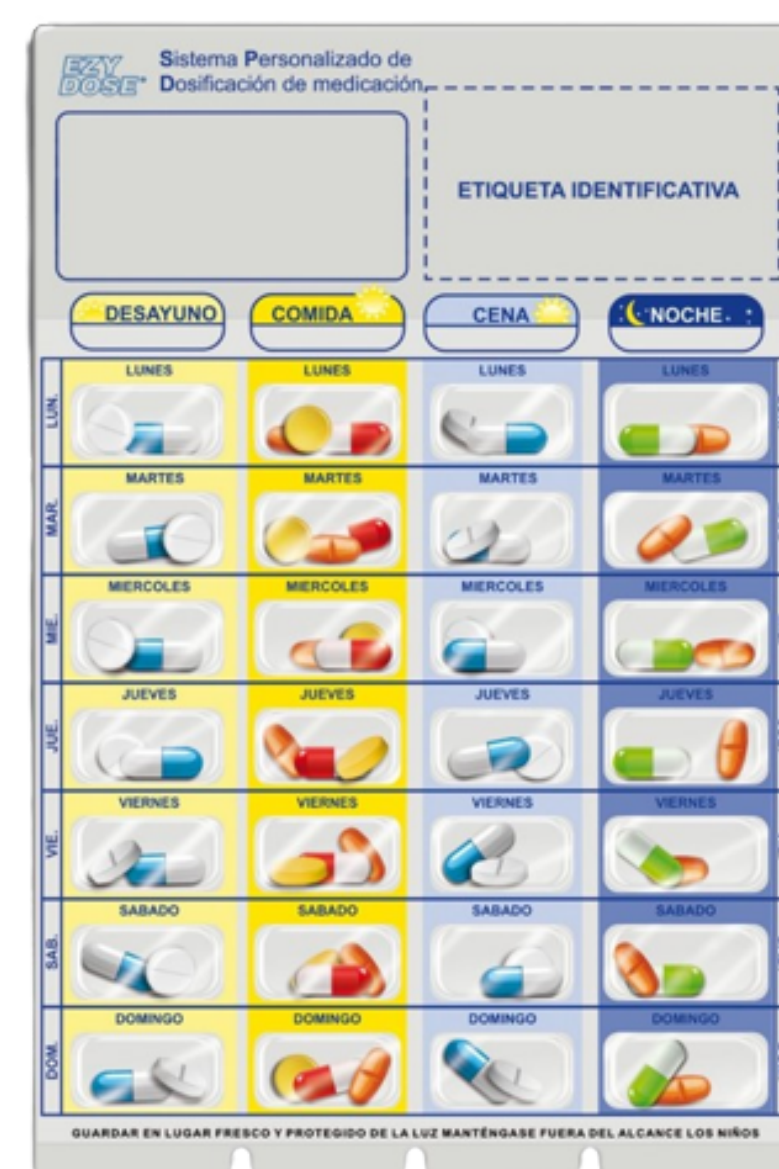 EZY
DOSE
Sistema Personalizado de
Dosificación de medicación
ETIQUETA IDENTIFICATIVA
DESAYUNO COMIDA CENA NOCHE
LUN.
LUNES LUNES LUNES LUNES
MAR.
MARTES MARTES MARTES MARTES
MIE.
MIERCOLES MIERCOLES MIERCOLES MIERCOLES
JUE.
JUEVES JUEVES JUEVES JUEVES
VIE.
VIERNES VIERNES VIERNES VIERNES
SAB.
SABADO SABADO SABADO SABADO
DOM.
DOMINGO DOMINGO DOMINGO DOMINGO
GUARDAR EN LUGAR FRESCO Y PROTEGIDO DE LA LUZ MANTÉNGASE FUERA DEL ALCANCE LOS NIÑOS